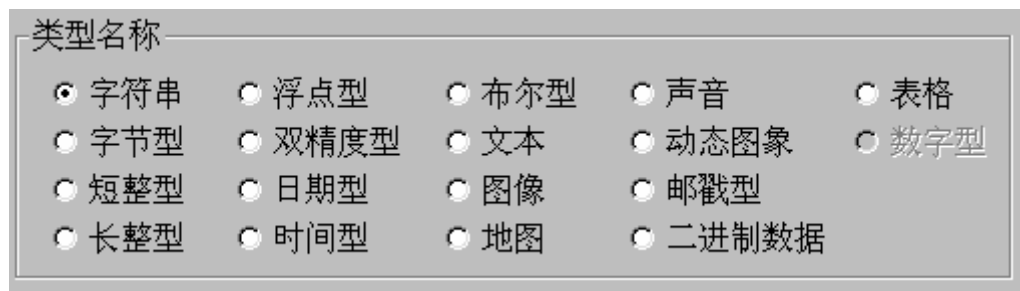 类型名称
字符串 浮点型 布尔型 声音 表格
字节型 双精度型 文本 动态图象 数字型
短整型 日期型 图像 邮戳型
长整型 时间型 地图 二进制数据